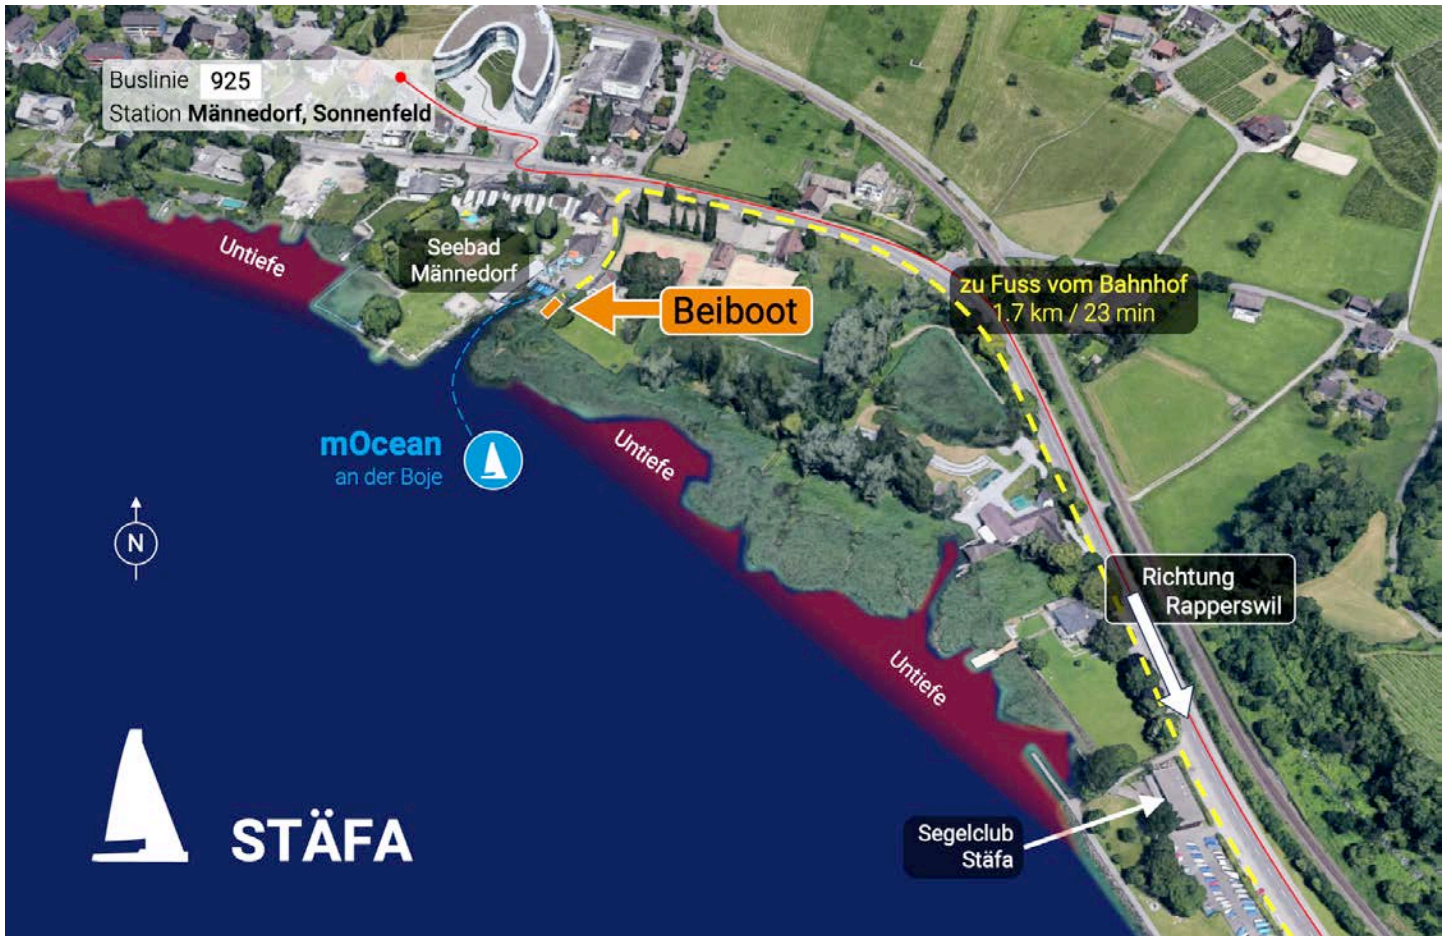 Buslinie 925
Station Männedorf, Sonnenfeld
Untiefe
Seebad
Männedorf
Beiboot
zu Fuss vom Bahnhof
1.7 km / 23 min
mOcean
an der Boje
Untiefe
N
Richtung
Rapperswil
Untiefe
STÄFA
Segelclub
Stäfa